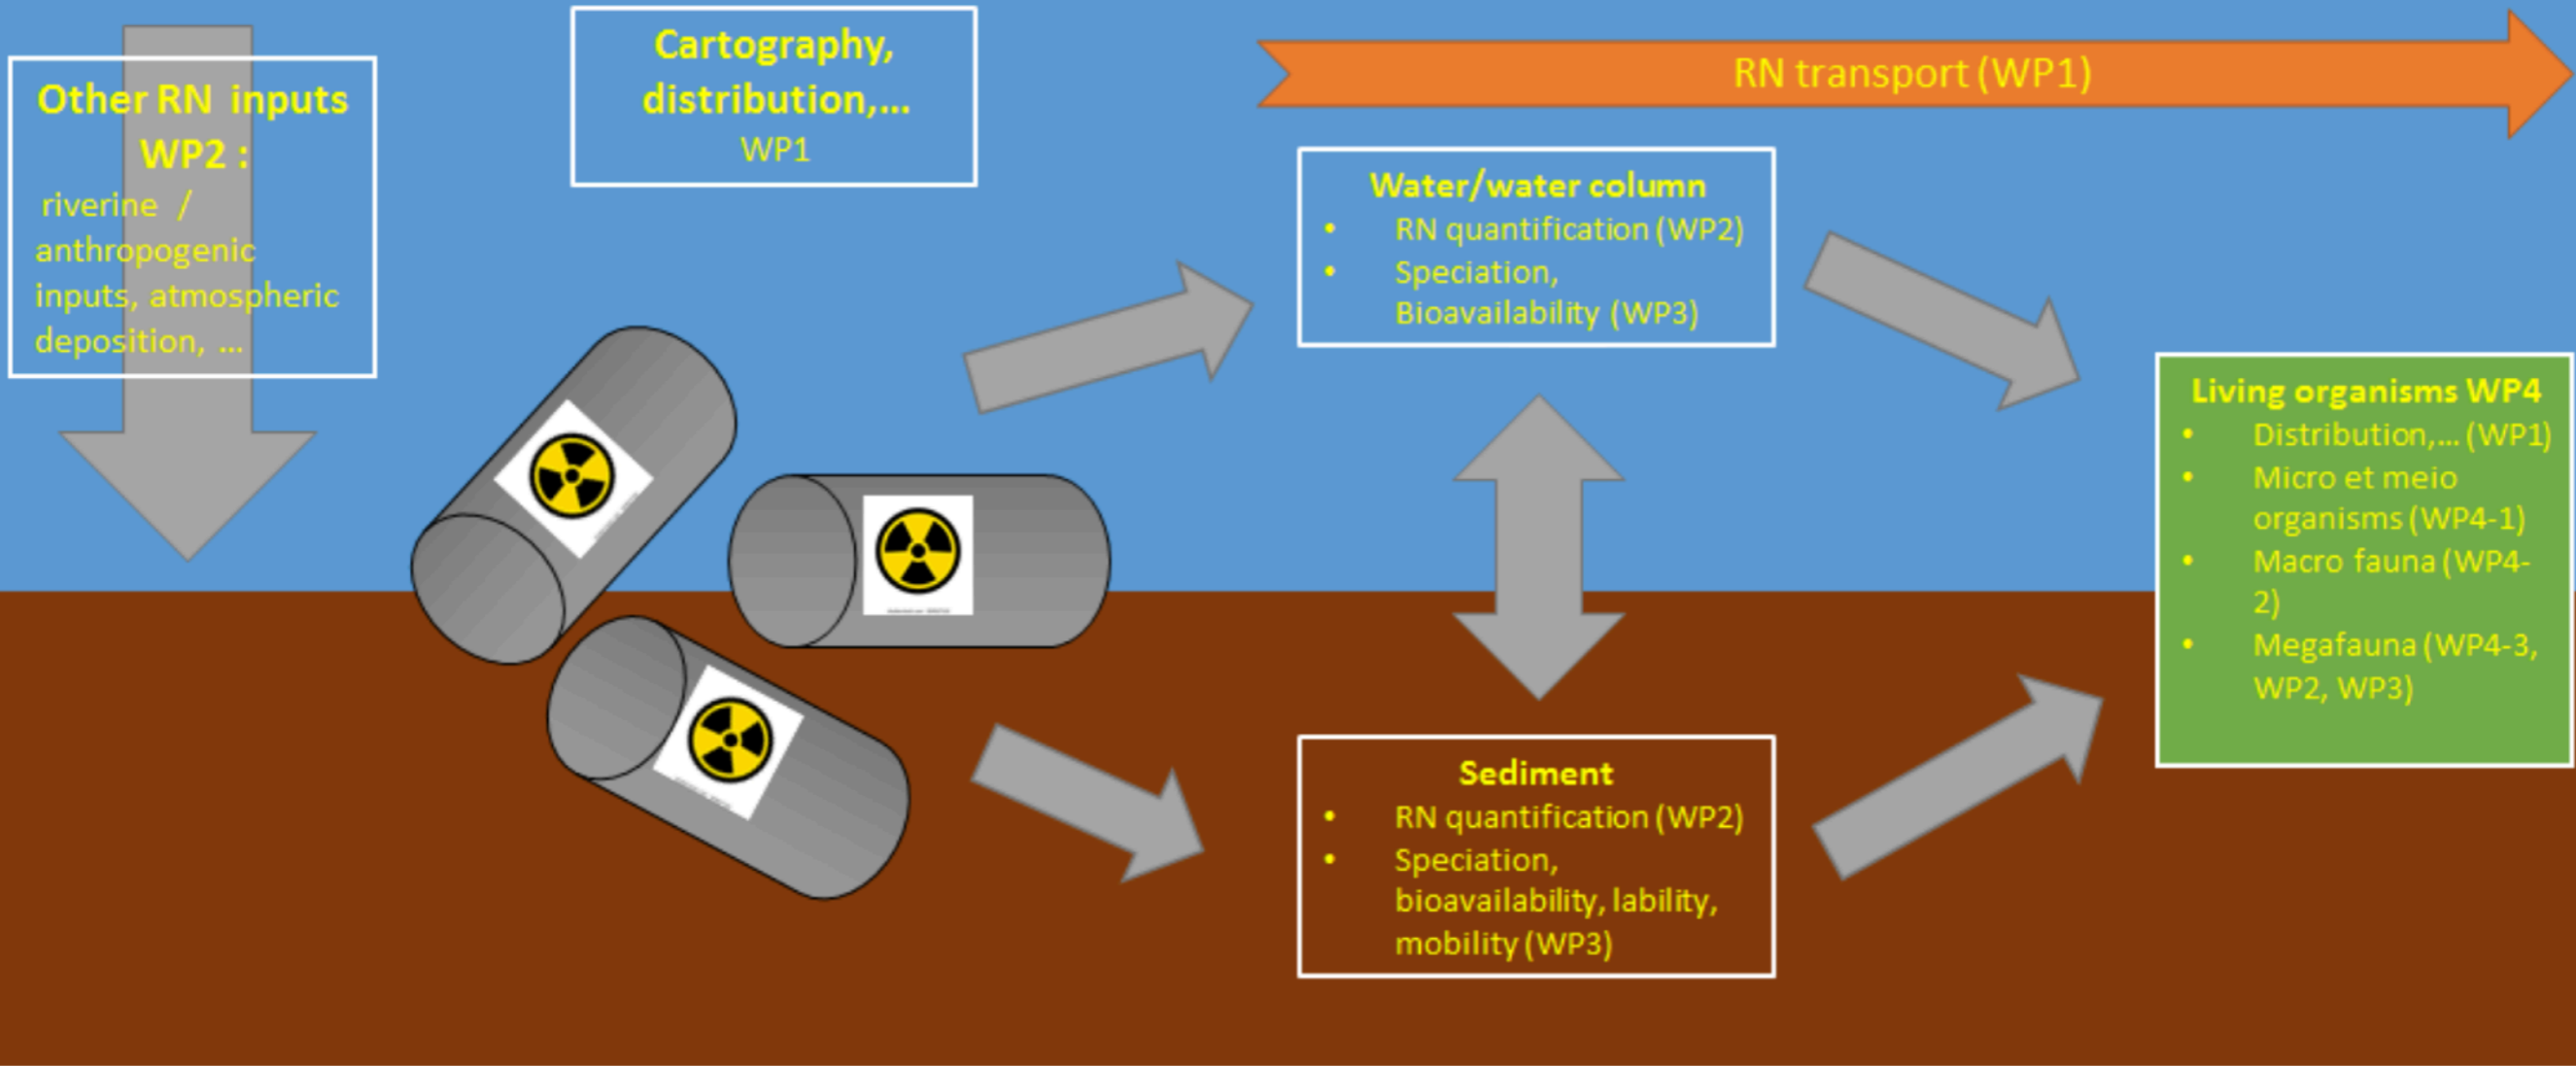 Other RN inputs
WP2 :
riverine /
anthropogenic
inputs, atmospheric
deposition, ...
Cartography,
distribution,...
WP1
RN transport (WP1)
Water/water column
• RN quantification (WP2)
• Speciation,
Bioavailability (WP3)
Living organisms WP4
• Distribution,... (WP1)
• Micro et meio
organisms (WP4-1)
• Macro fauna (WP4-
2)
• Megafauna (WP4-3,
WP2, WP3)
Sediment
• RN quantification (WP2)
• Speciation,
bioavailability, lability,
mobility (WP3)